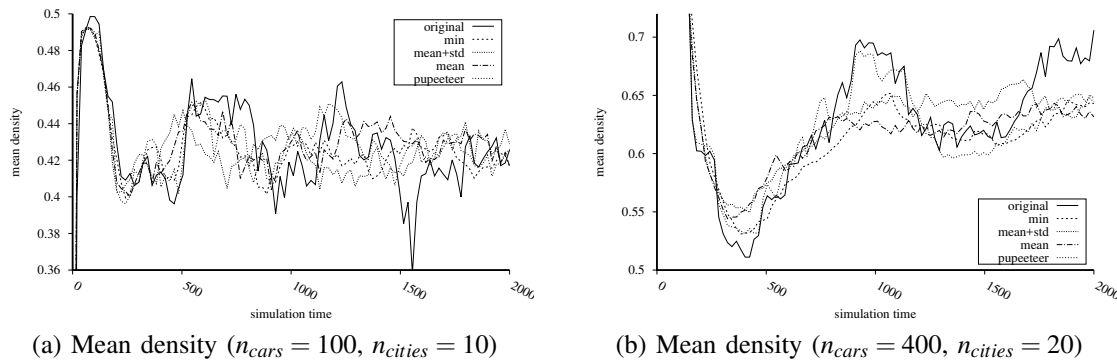 0.5
0.48
0.46
0.44
0.42
0.4
0.38
0.36
mean density
original
min
mean+std
mean
pupeeter
0
500
1000
1500
2000
simulation time
(a) Mean density (n_cars = 100, n_cities = 10)
0.7
0.65
0.6
0.55
0.5
mean density
original
min
mean+std
mean
pupeeter
0
500
1000
1500
2000
simulation time
(b) Mean density (n_cars = 400, n_cities = 20)